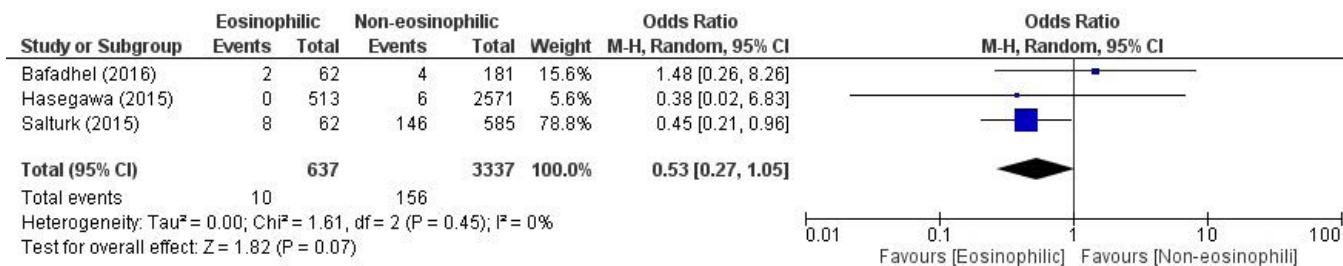 Eosinophilic Non-eosinophilic Odds Ratio Odds Ratio
Study or Subgroup Events Total Events Total Weight M-H, Random, 95% CI M-H, Random, 95% CI
Bafadhel (2016) 2 62 4 181 15.6% 1.48 [0.26, 8.26]
Hasegawa (2015) 0 513 6 2571 5.6% 0.38 [0.02, 6.83]
Salturk (2015) 8 62 146 585 78.8% 0.45 [0.21, 0.96]
Total (95% CI) 637 3337 100.0% 0.53 [0.27, 1.05]
Total events 10 156
Heterogeneity: Tau² = 0.00; Chi² = 1.61, df = 2 (P = 0.45); I² = 0%
Test for overall effect: Z = 1.82 (P = 0.07)
0.01 0.1 1 10 100
Favours [Eosinophilic] Favours [Non-eosinophili]